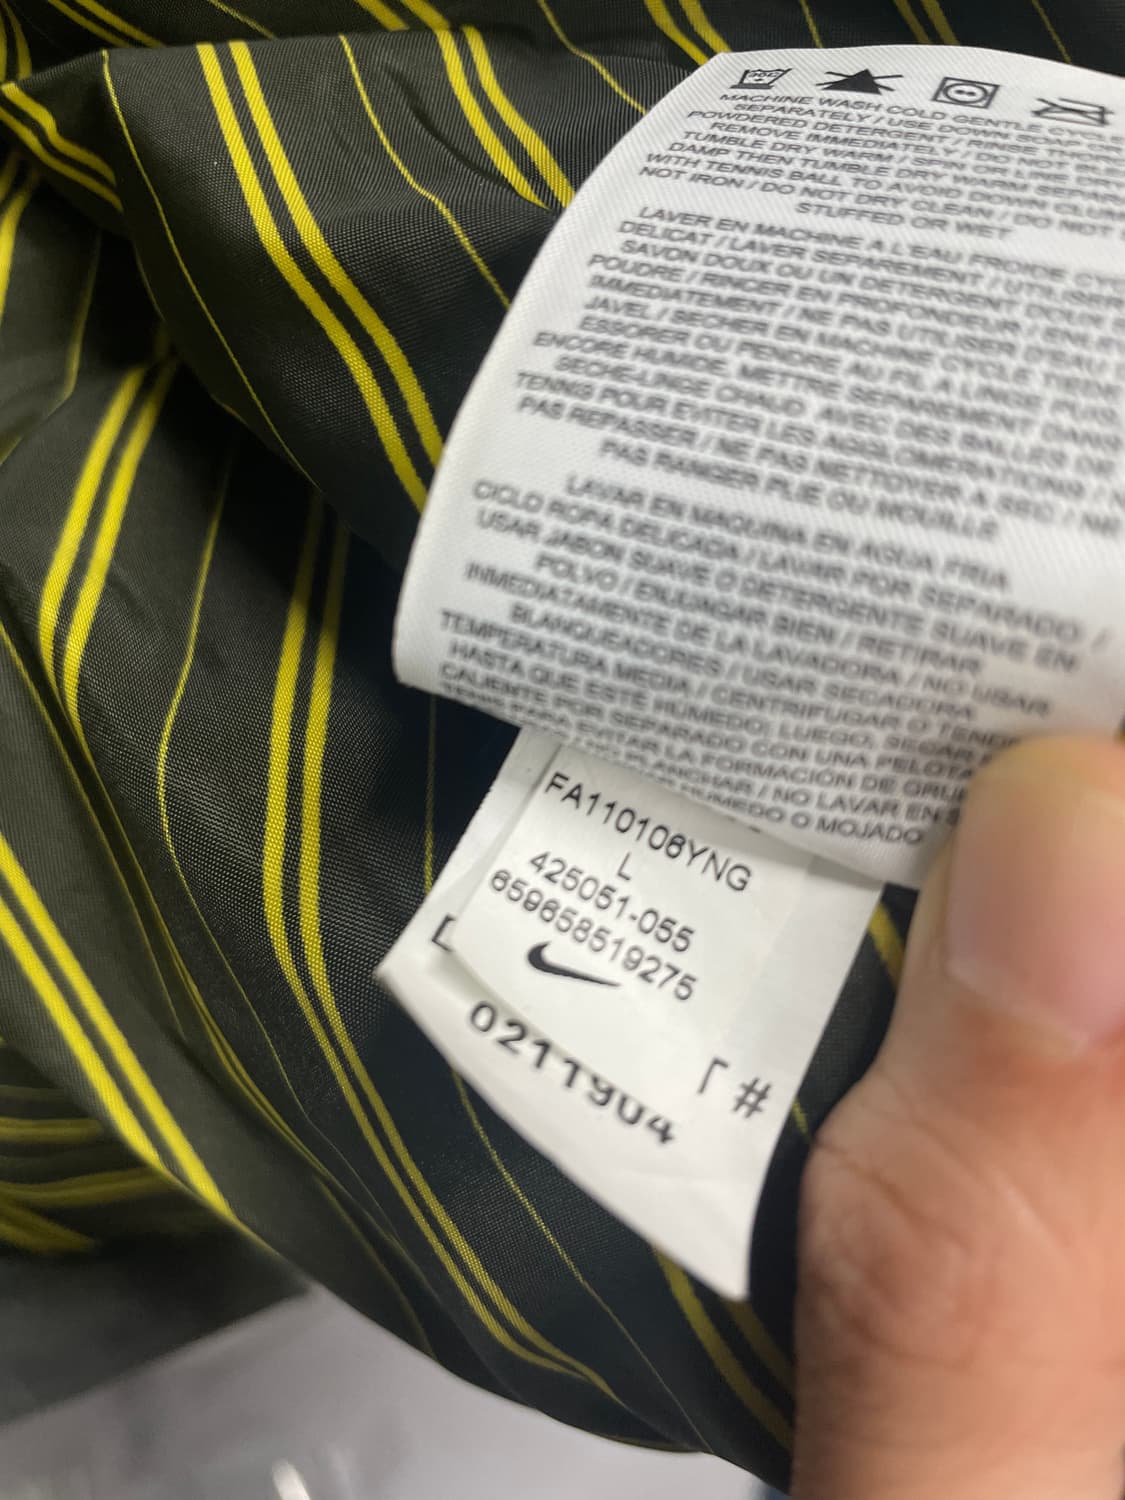 30C
MACHINE WASH COLD GENTLE CYCLE
SEPARATELY / USE DOWN SOAP OR
POWDERED DETERGENT / RINSE
REMOVE IMMEDIATELY / DO NOT
TUMBLE DRY WARM / SPIN OR LINE DRY
DAMP THEN TUMBLE DRY WARM
WITH TENNIS BALL TO AVOID DOWN
NOT IRON / DO NOT DRY CLEAN / DO NOT
STUFFED OR WET
LAVER EN MACHINE A L'EAU FROIDE
DELICAT / LAVER SEPAREMENT / UTILISER
SAVON DOUX OU UN DETERGENT DOUX
POUDRE / RINCER EN PROFONDEUR
IMMEDIATEMENT / NE PAS UTILISER D'EAU
JAVEL / SECHER EN MACHINE CYCLE
ESSORER OU PENDRE AU FIL A LINGE PUIS,
ENCORE HUMIDE, METTRE SEPAREMENT DANS
SECHE-LINGE CHAUD AVEC DES BALLES DE
TENNIS POUR EVITER LES AGGLOMERATIONS /
PAS REPASSER / NE PAS NETTOYER A SEC / NE
PAS RANGER PLIE OU MOUILLE
LAVAR EN MAQUINA EN AGUA FRIA
CICLO ROPA DELICADA / LAVAR POR SEPARADO /
USAR JABON SUAVE O DETERGENTE SUAVE EN
POLVO / ENJUAGAR BIEN / RETIRAR
INMEDIATAMENTE DE LA LAVADORA / NO USAR
BLANQUEADORES / USAR SECADORA
TEMPERATURA MEDIA / CENTRIFUGAR O
HASTA QUE ESTÉ HUMEDO; LUEGO, SECAR
CALIENTE POR SEPARADO CON UNA PELOTA
TENIS PARA EVITAR LA FORMACIÓN DE
PLANCHAR / NO LAVAR EN
HUMEDO O MOJADO
FA110106YNG
L
425051-055
659658519275
0211904
#